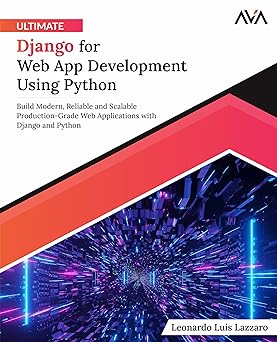 ULTIMATE
AVA
Django for
Web App Development
Using Python
Build Modern, Reliable and Scalable
Production-Grade Web Applications with
Django and Python
Leonardo Luis Lazzaro